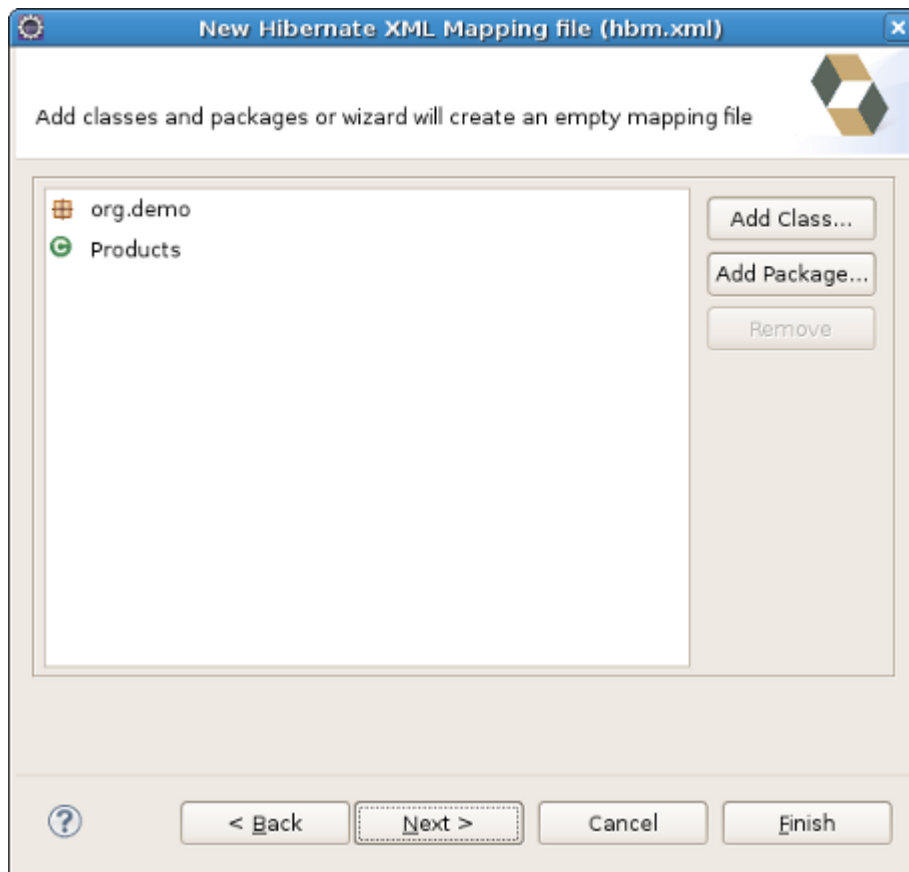 New Hibernate XML Mapping file (hbm.xml)
Add classes and packages or wizard will create an empty mapping file
org.demo
Products
Add Class...
Add Package...
Remove
?
< Back
Next >
Cancel
Finish